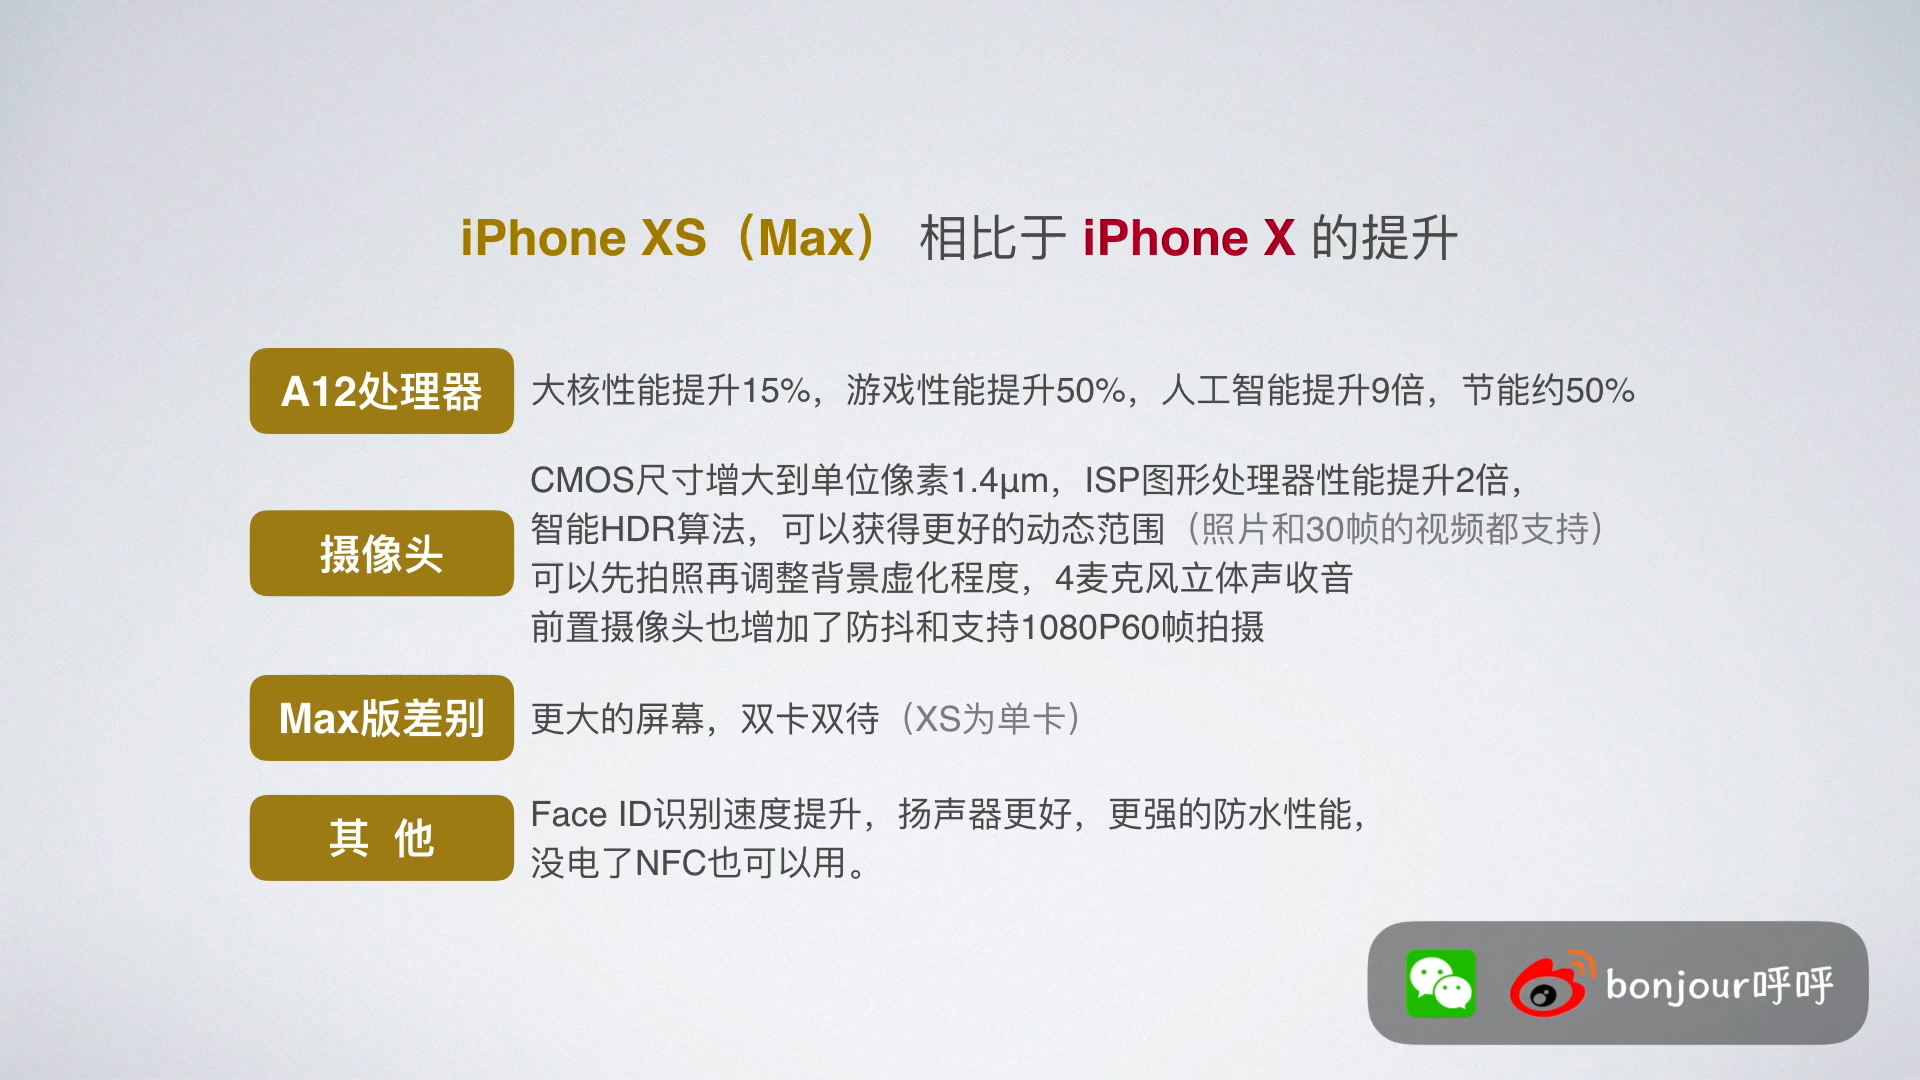 iPhone XS（Max） 相比于 iPhone X 的提升
A12处理器
大核性能提升15%，游戏性能提升50%，人工智能提升9倍，节能约50%
摄像头
CMOS尺寸增大到单位像素1.4μm，ISP图形处理器性能提升2倍，
智能HDR算法，可以获得更好的动态范围（照片和30帧的视频都支持）
可以先拍照再调整背景虚化程度，4麦克风立体声收音
前置摄像头也增加了防抖和支持1080P60帧拍摄
Max版差别
更大的屏幕，双卡双待（XS为单卡）
其 他
Face ID识别速度提升，扬声器更好，更强的防水性能，
没电了NFC也可以用。
bonjour呼呼